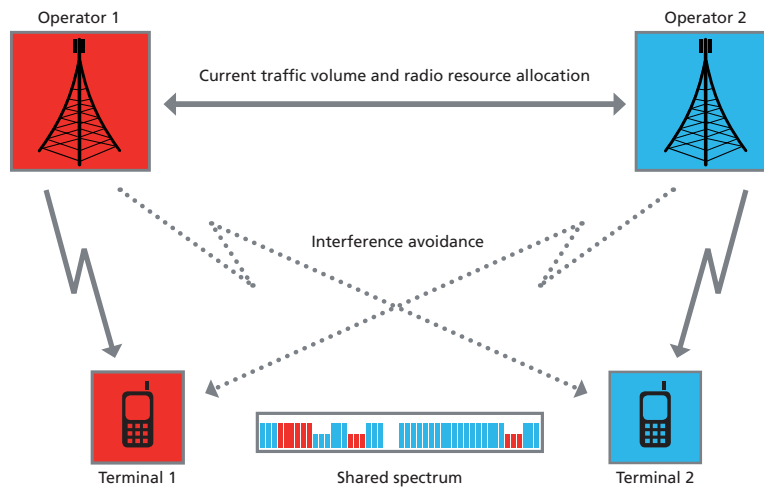 Operator 1
Operator 2
Current traffic volume and radio resource allocation
Interference avoidance
Terminal 1
Shared spectrum
Terminal 2